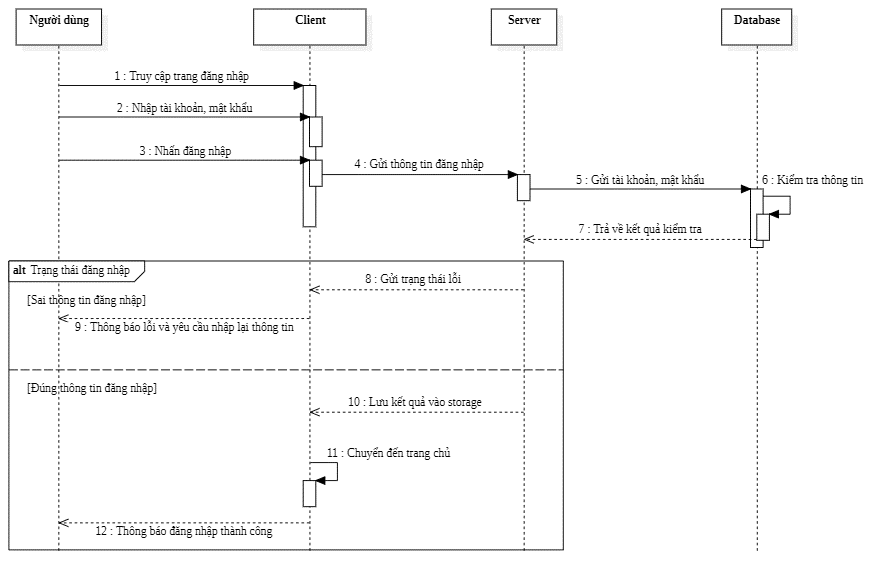 Người dùng
Client
Server
Database
1 : Truy cập trang đăng nhập
2 : Nhập tài khoản, mật khẩu
3 : Nhấn đăng nhập
4 : Gửi thông tin đăng nhập
5 : Gửi tài khoản, mật khẩu
6 : Kiểm tra thông tin
7 : Trả về kết quả kiểm tra
alt Trạng thái đăng nhập
8 : Gửi trạng thái lỗi
[Sai thông tin đăng nhập]
9 : Thông báo lỗi và yêu cầu nhập lại thông tin
[Đúng thông tin đăng nhập]
10 : Lưu kết quả vào storage
11 : Chuyển đến trang chủ
12 : Thông báo đăng nhập thành công